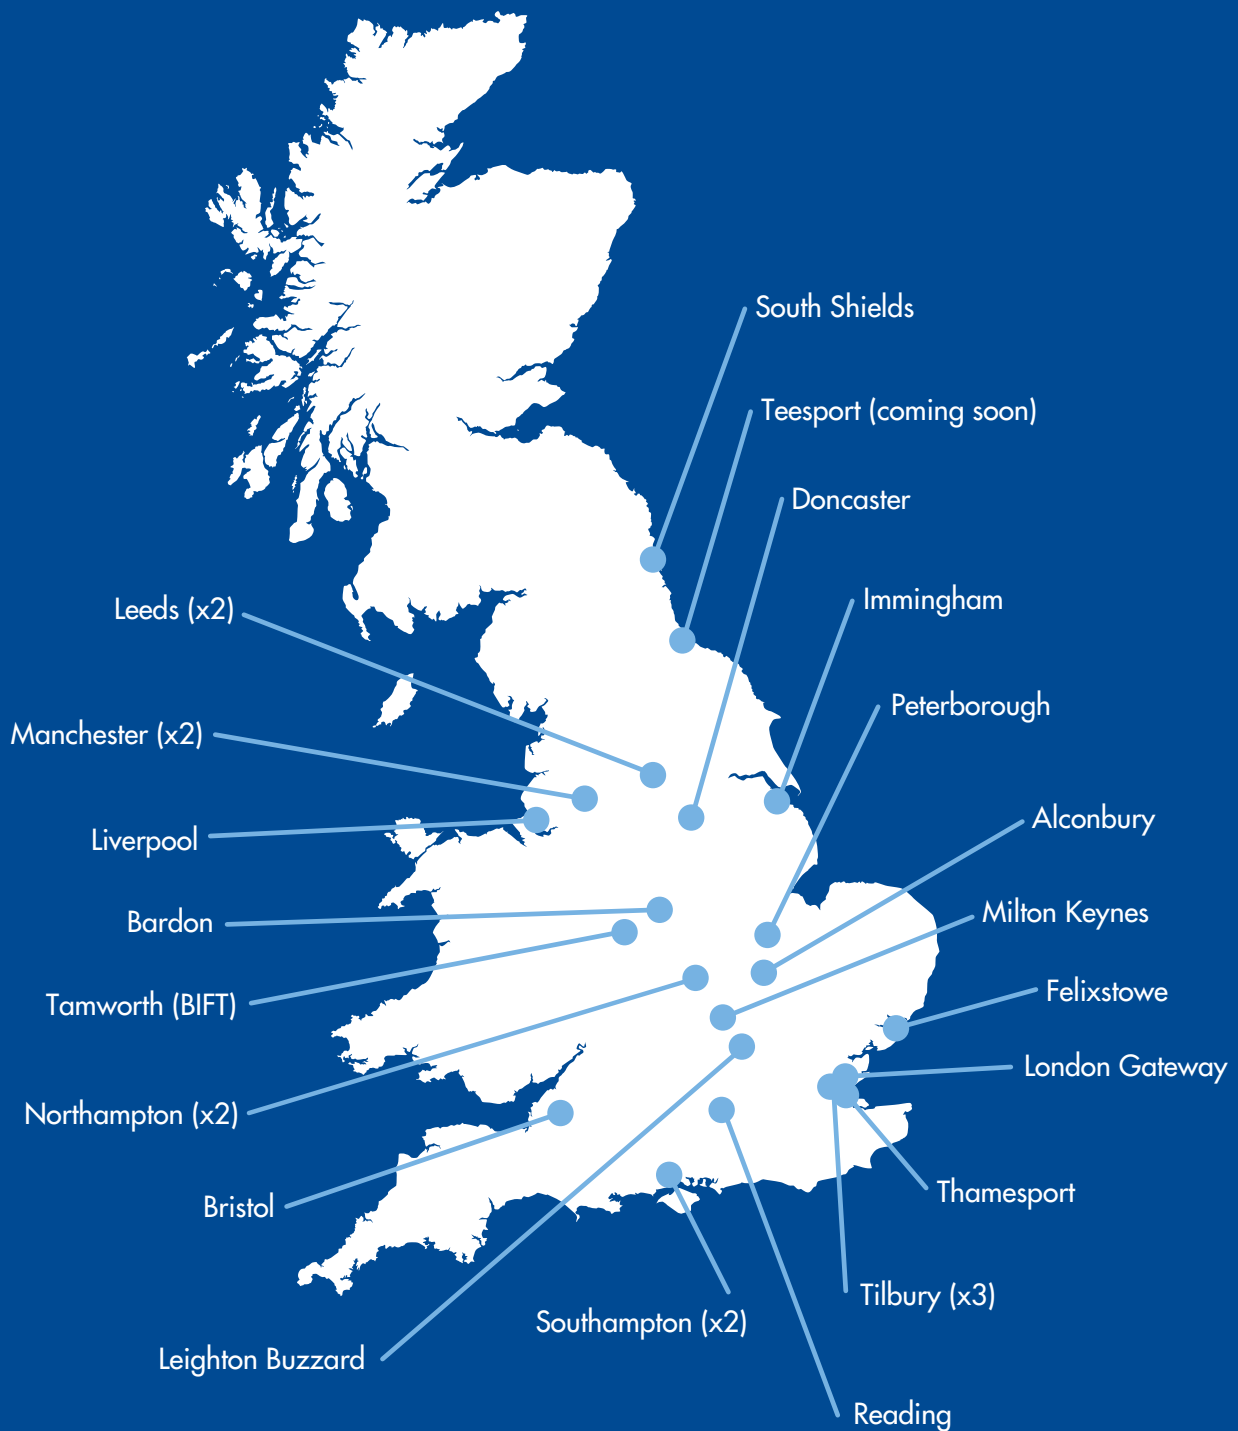 South Shields
Teesport (coming soon)
Doncaster
Immingham
Leeds (x2)
Peterborough
Manchester (x2)
Alconbury
Liverpool
Milton Keynes
Bardon
Felixstowe
Tamworth (BIFT)
London Gateway
Northampton (x2)
Thamesport
Bristol
Tilbury (x3)
Southampton (x2)
Leighton Buzzard
Reading